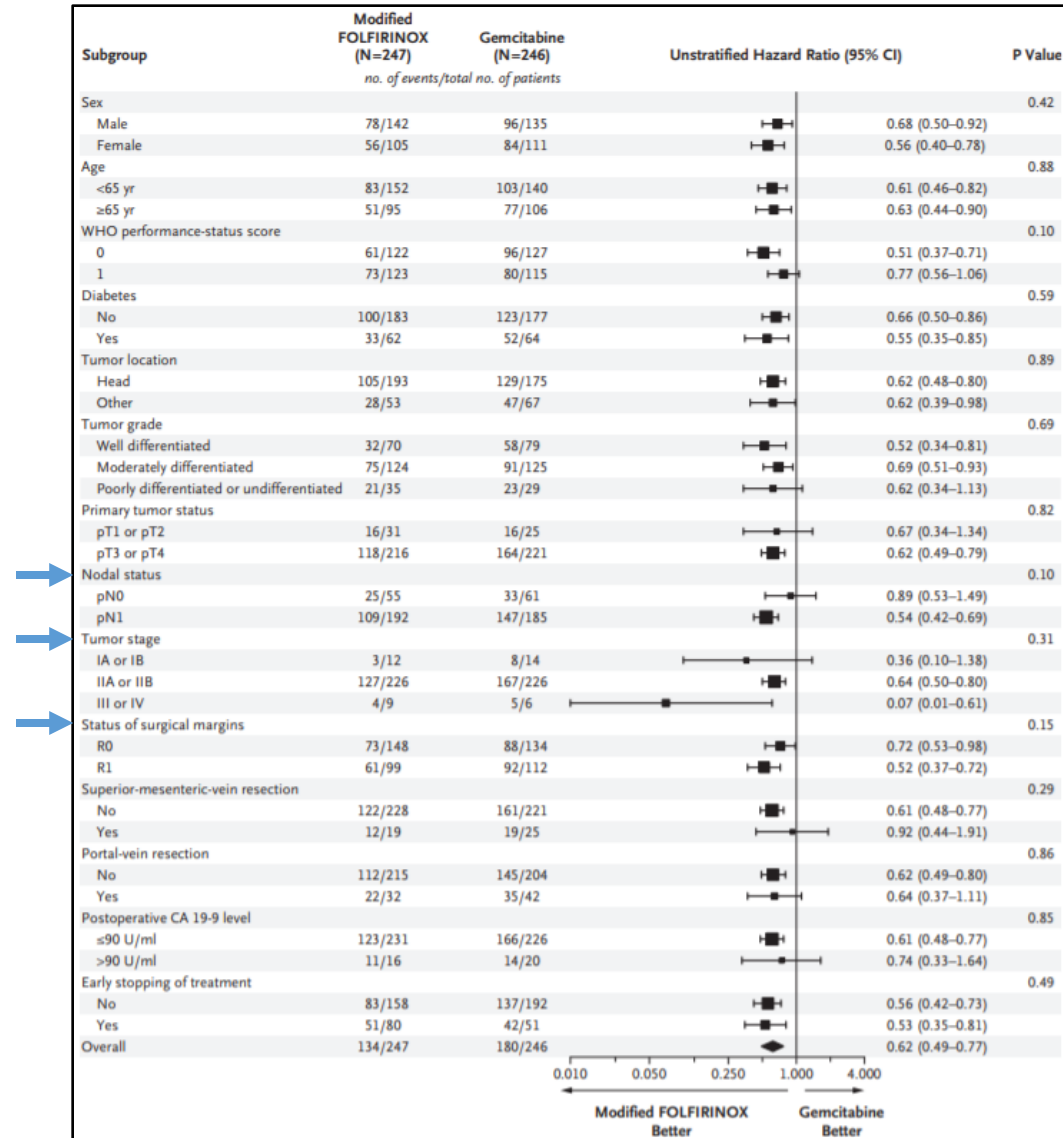 Modified
FOLFIRINOX Gemcitabine
Subgroup (N=247) (N=246) Unstratified Hazard Ratio (95% CI) P Value
no. of events/total no. of patients
Sex 0.42
Male 78/142 96/135 0.68 (0.50–0.92)
Female 56/105 84/111 0.56 (0.40–0.78)
Age 0.88
<65 yr 83/152 103/140 0.61 (0.46–0.82)
≥65 yr 51/95 77/106 0.63 (0.44–0.90)
WHO performance-status score 0.10
0 61/122 96/127 0.51 (0.37–0.71)
1 73/123 80/115 0.77 (0.56–1.06)
Diabetes 0.59
No 100/183 123/177 0.66 (0.50–0.86)
Yes 33/62 52/64 0.55 (0.35–0.85)
Tumor location 0.89
Head 105/193 129/175 0.62 (0.48–0.80)
Other 28/53 47/67 0.62 (0.39–0.98)
Tumor grade 0.69
Well differentiated 32/70 58/79 0.52 (0.34–0.81)
Moderately differentiated 75/124 91/125 0.69 (0.51–0.93)
Poorly differentiated or undifferentiated 21/35 23/29 0.62 (0.34–1.13)
Primary tumor status 0.82
pT1 or pT2 16/31 16/25 0.67 (0.34–1.34)
pT3 or pT4 118/216 164/221 0.62 (0.49–0.79)
Nodal status 0.10
pN0 25/55 33/61 0.89 (0.53–1.49)
pN1 109/192 147/185 0.54 (0.42–0.69)
Tumor stage 0.31
IA or IB 3/12 8/14 0.36 (0.10–1.38)
IIA or IIB 127/226 167/226 0.64 (0.50–0.80)
III or IV 4/9 5/6 0.07 (0.01–0.61)
Status of surgical margins 0.15
R0 73/148 88/134 0.72 (0.53–0.98)
R1 61/99 92/112 0.52 (0.37–0.72)
Superior-mesenteric-vein resection 0.29
No 122/228 161/221 0.61 (0.48–0.77)
Yes 12/19 19/25 0.92 (0.44–1.91)
Portal-vein resection 0.86
No 112/215 145/204 0.62 (0.49–0.80)
Yes 22/32 35/42 0.64 (0.37–1.11)
Postoperative CA 19-9 level 0.85
≤90 U/ml 123/231 166/226 0.61 (0.48–0.77)
>90 U/ml 11/16 14/20 0.74 (0.33–1.64)
Early stopping of treatment 0.49
No 83/158 137/192 0.56 (0.42–0.73)
Yes 51/80 42/51 0.53 (0.35–0.81)
Overall 134/247 180/246 0.62 (0.49–0.77)
0.010 0.050 0.250 1.000 4.000
Modified FOLFIRINOX Gemcitabine
Better Better